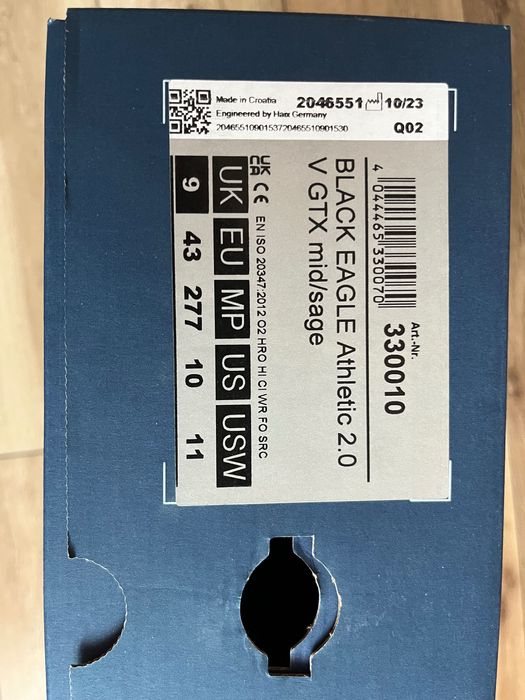 Made in Croatia 2046551 10/23
Engineered by Haix Germany
2046551090153720465510901530 Q02
4 044465 330070
Art.-Nr.
330010
BLACK EAGLE Athletic 2.0
V GTX mid/sage
UK CA CE EN ISO 20347:2012 O2 HRO HI CI WR FO SRC
UK EU MP US USW
9 43 277 10 11